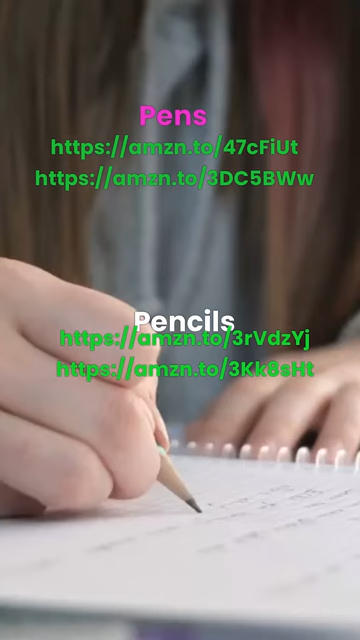 Pens
https://amzn.to/47cFiUt
https://amzn.to/3DC5BWw
Pencils
https://amzn.to/3rVdzYj
https://amzn.to/3Kk8sHt